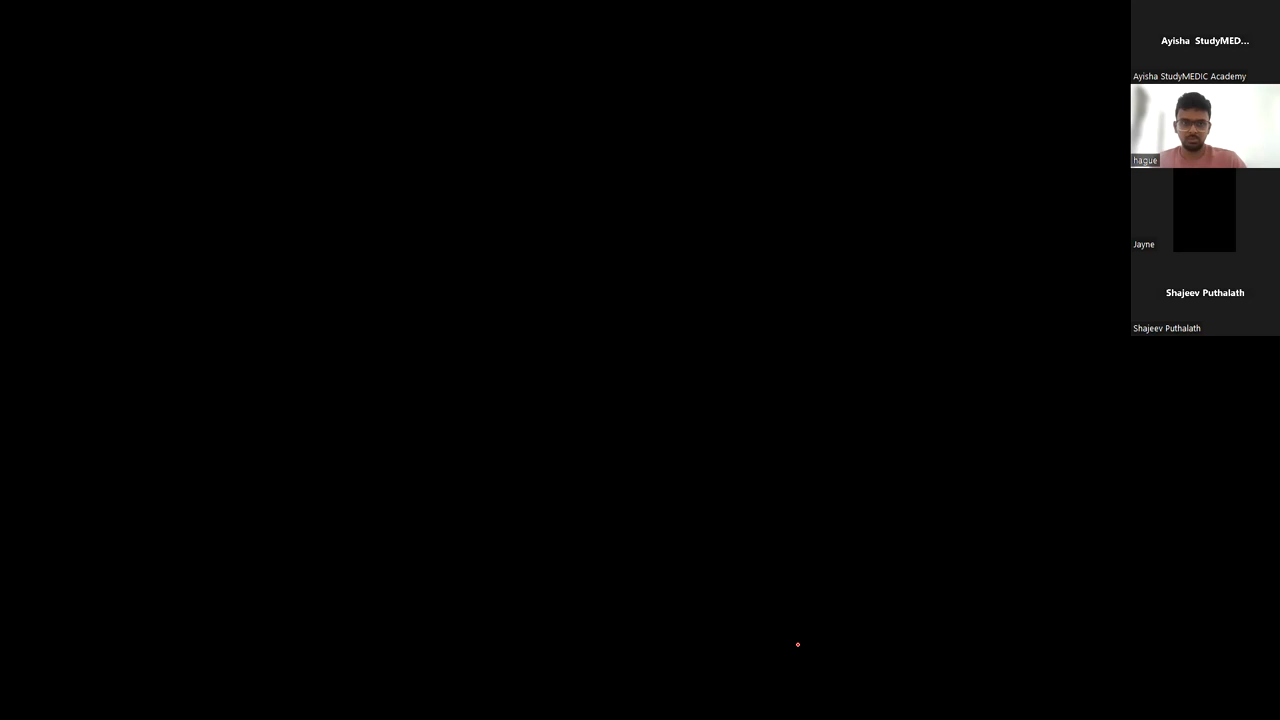 Ayisha StudyMED...
Ayisha StudyMEDIC Academy
hague
Jayne
Shajeev Puthalath
Shajeev Puthalath